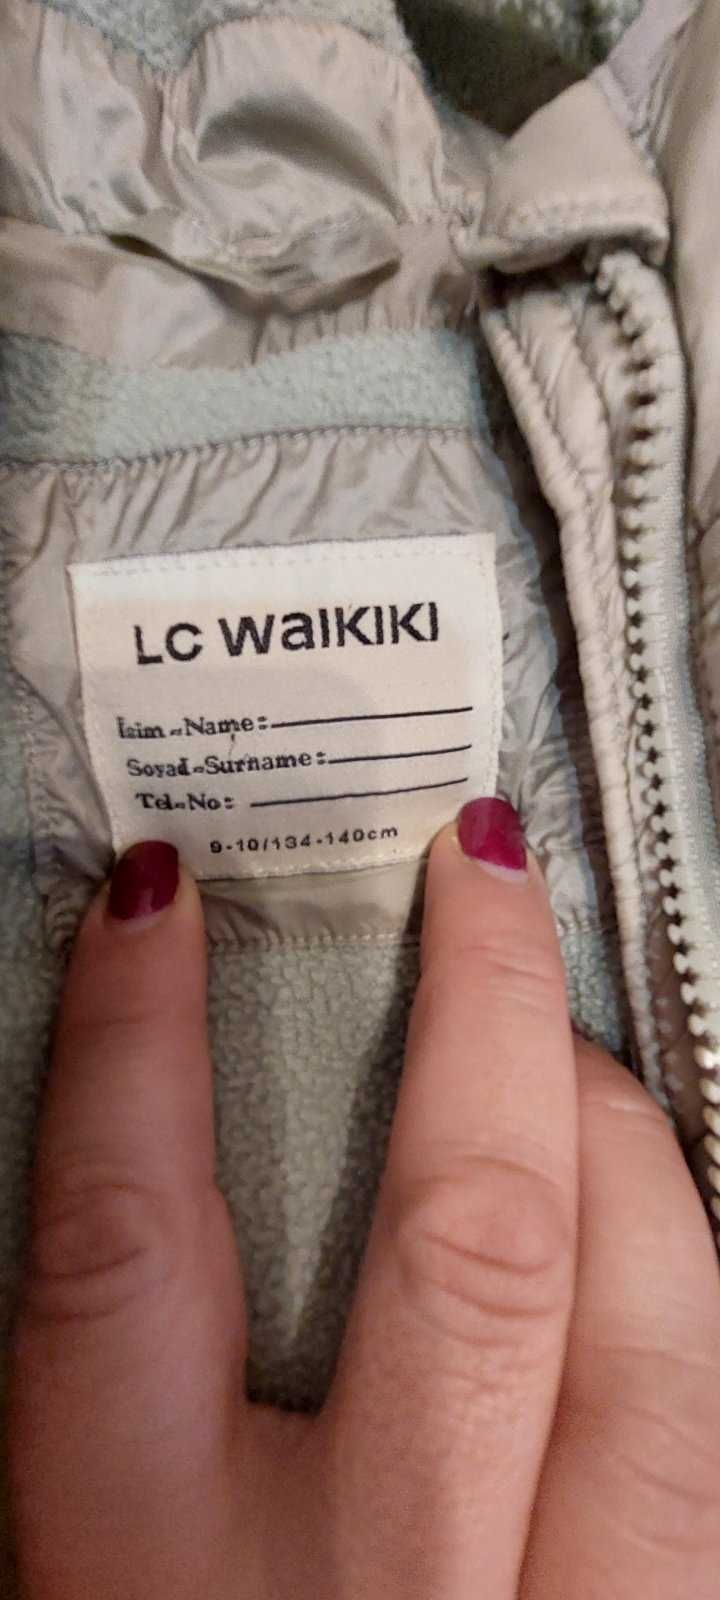 LC WaiKiKi
İsim-Name:
Soyad-Surname:
Tel-No:
9-10/134-140cm